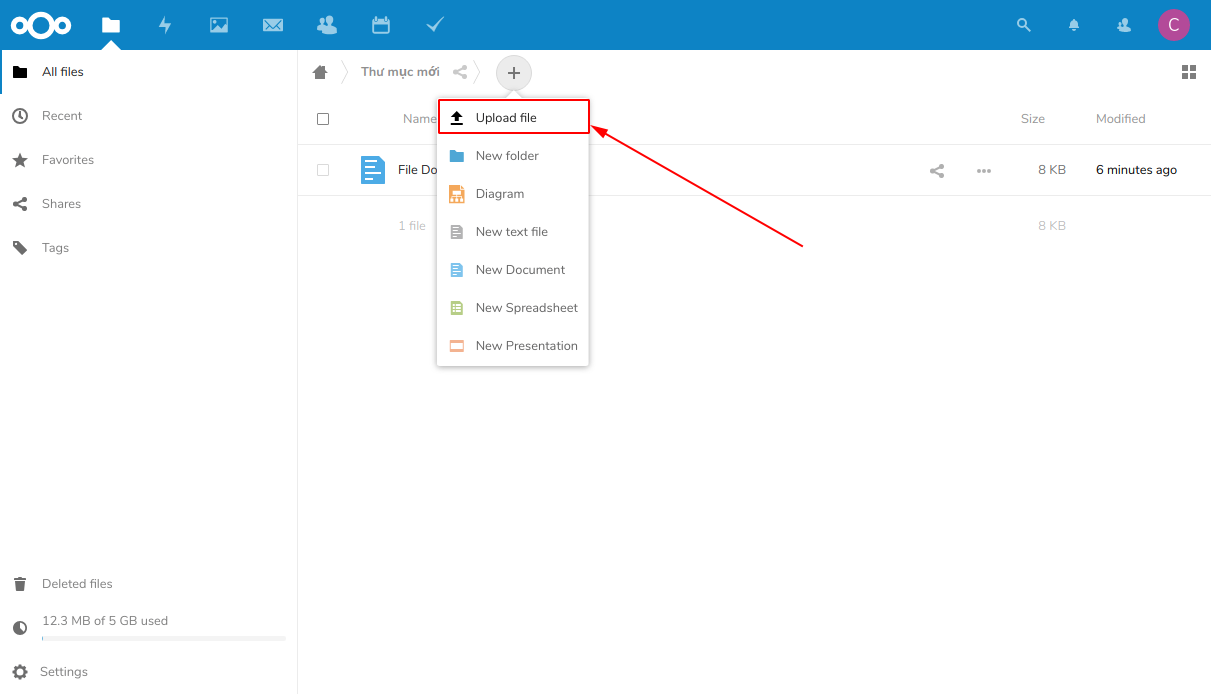 C
All files
Recent
Favorites
Shares
Tags
Thư mục mới
Name
Size
Modified
Upload file
New folder
Diagram
New text file
New Document
New Spreadsheet
New Presentation
File Do
8 KB
6 minutes ago
1 file
8 KB
Deleted files
12.3 MB of 5 GB used
Settings